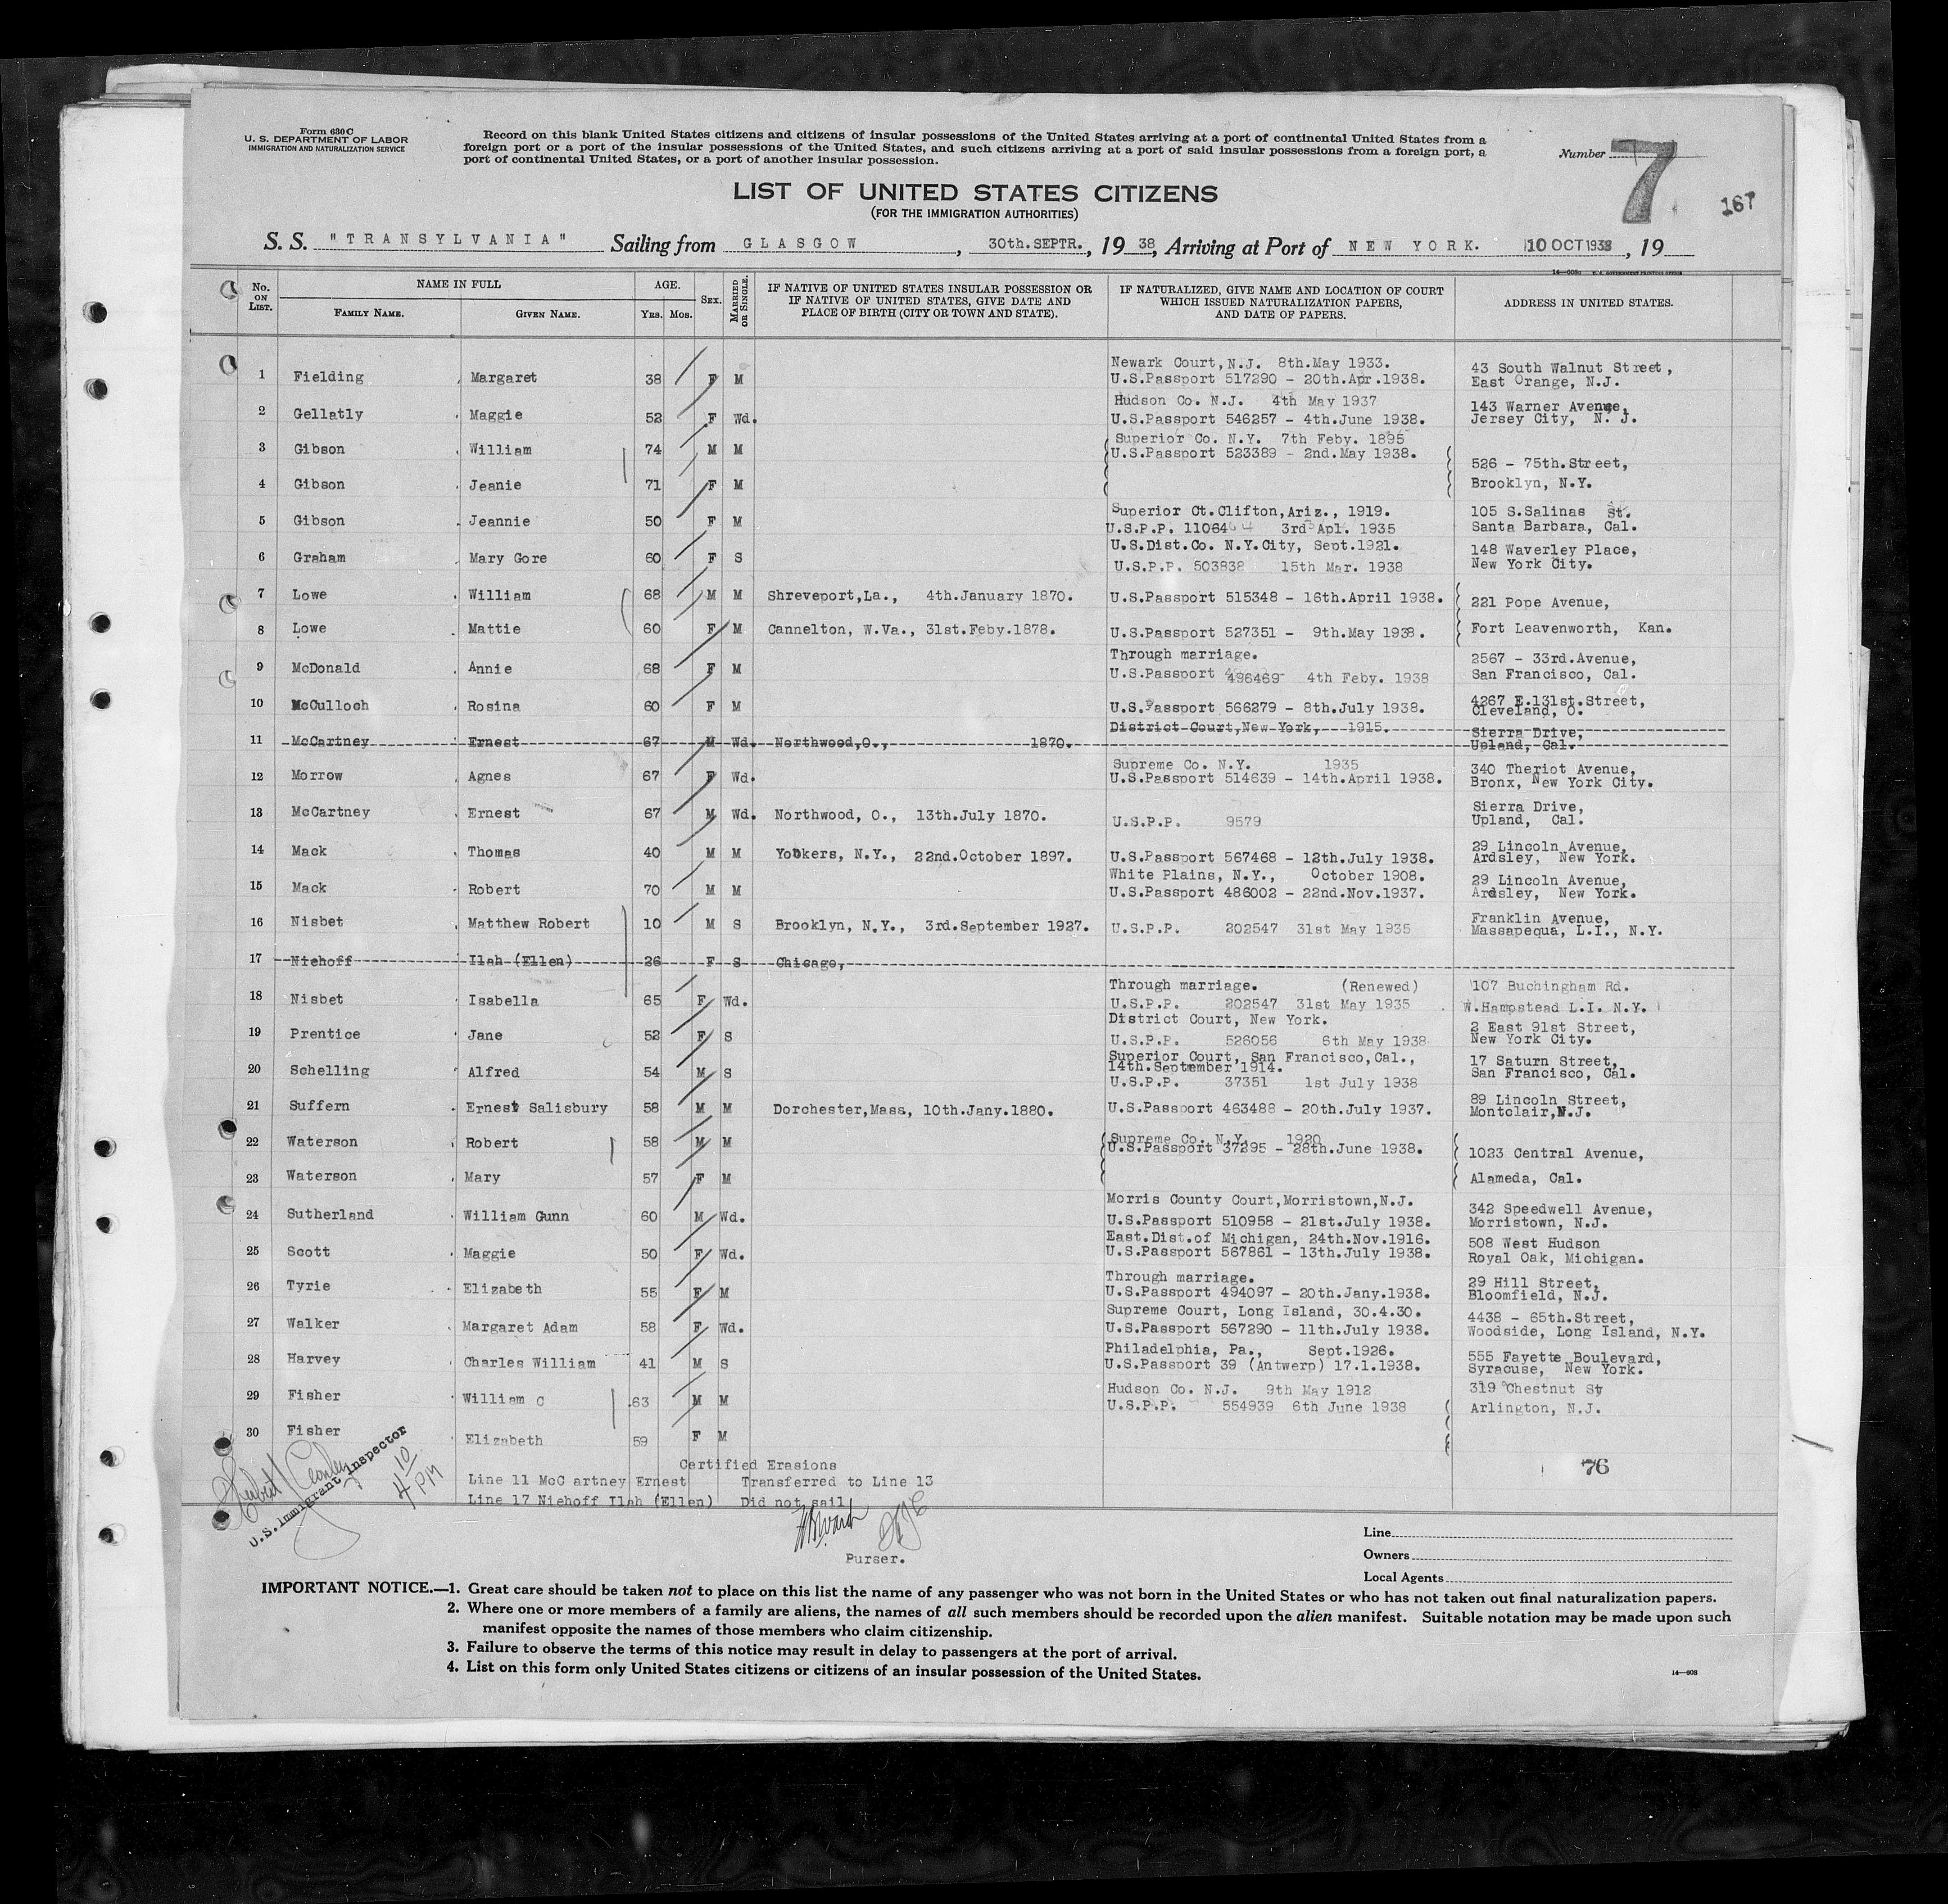 Form 630 C
U. S. DEPARTMENT OF LABOR
IMMIGRATION AND NATURALIZATION SERVICE
Record on this blank United States citizens and citizens of insular possessions of the United States arriving at a port of continental United States from a
foreign port or a port of the insular possessions of the United States, and such citizens arriving at a port of said insular possessions from a foreign port, a
port of continental United States, or a port of another insular possession.
Number 7
167
LIST OF UNITED STATES CITIZENS
(FOR THE IMMIGRATION AUTHORITIES)
S. S. "TRANSYLVANIA" Sailing from GLASGOW, 30th.SEPTR., 19 38, Arriving at Port of NEW YORK. 10 OCT 1938, 19
No. ON LIST. NAME IN FULL AGE. SEX. MARRIED OR SINGLE. IF NATIVE OF UNITED STATES INSULAR POSSESSION OR IF NATIVE OF UNITED STATES, GIVE DATE AND PLACE OF BIRTH (CITY OR TOWN AND STATE). IF NATURALIZED, GIVE NAME AND LOCATION OF COURT WHICH ISSUED NATURALIZATION PAPERS, AND DATE OF PAPERS. ADDRESS IN UNITED STATES.
FAMILY NAME. GIVEN NAME. Yrs. Mos.
1 Fielding Margaret 38 F M Newark Court, N.J. 8th.May 1933. U.S.Passport 517290 - 20th.Apr.1938. 43 South Walnut Street, East Orange, N.J.
2 Gellatly Maggie 52 F Wd. Hudson Co. N.J. 4th May 1937 U.S.Passport 546257 - 4th.June 1938. 143 Warner Avenue, Jersey City, N.J.
3 Gibson William 74 M M Superior Co. N.Y. 7th Feby. 1895 U.S.Passport 523389 - 2nd.May 1938. 526 - 75th.Street,
4 Gibson Jeanie 71 F M Brooklyn, N.Y.
5 Gibson Jeannie 50 F M Superior Ct.Clifton,Ariz., 1919. U.S.P.P. 11064 3rd Apl. 1935 105 S.Salinas St. Santa Barbara, Cal.
6 Graham Mary Gore 60 F S U.S.Dist.Co. N.Y.City, Sept.1921. U.S.P.P. 503838 15th Mar. 1938 148 Waverley Place, New York City.
7 Lowe William 68 M M Shreveport,La., 4th.January 1870. U.S.Passport 515348 - 16th.April 1938. 221 Pope Avenue,
8 Lowe Mattie 60 F M Cannelton, W.Va., 31st.Feby.1878. U.S.Passport 527351 - 9th.May 1938. Fort Leavenworth, Kan.
9 McDonald Annie 68 F M Through marriage. U.S.Passport 496469 4th Feby. 1938 2567 - 33rd.Avenue, San Francisco, Cal.
10 McCulloch Rosina 60 F M U.S.Passport 566279 - 8th.July 1938. 4267 E.131st.Street, Cleveland, O.
11 McCartney Ernest 67 M Wd. Northwood,O., 1870. District Court,New York, 1915. Sierra Drive, Upland, Cal.
12 Morrow Agnes 67 F Wd. Supreme Co. N.Y. 1935 U.S.Passport 514639 - 14th.April 1938. 340 Theriot Avenue, Bronx, New York City.
13 McCartney Ernest 67 M Wd. Northwood, O., 13th.July 1870. U.S.P.P. 9579 Sierra Drive, Upland, Cal.
14 Mack Thomas 40 M M Yonkers, N.Y., 22nd.October 1897. U.S.Passport 567468 - 12th.July 1938. 29 Lincoln Avenue, Ardsley, New York.
15 Mack Robert 70 M M White Plains, N.Y., October 1908. U.S.Passport 486002 - 22nd.Nov.1937. 29 Lincoln Avenue, Ardsley, New York.
16 Nisbet Matthew Robert 10 M S Brooklyn, N.Y., 3rd.September 1927. U.S.P.P. 202547 31st May 1935 Franklin Avenue, Massapequa, L.I., N.Y.
17 Niehoff Ilah (Ellen) 26 F S Chicago,
18 Nisbet Isabella 65 F Wd. Through marriage. (Renewed) U.S.P.P. 202547 31st May 1935 107 Buchingham Rd. W.Hampstead L.I. N.Y.
19 Prentice Jane 52 F S District Court, New York. U.S.P.P. 526056 6th May 1938 2 East 91st Street, New York City.
20 Schelling Alfred 54 M S Superior Court, San Francisco,Cal., 14th.September 1914. U.S.P.P. 37351 1st July 1938 17 Saturn Street, San Francisco, Cal.
21 Suffern Ernest Salisbury 58 M M Dorchester,Mass, 10th.Jany.1880. U.S.Passport 463488 - 20th.July 1937. 89 Lincoln Street, Montclair,N.J.
22 Waterson Robert 58 M M Supreme Co. N.Y. 1920 U.S.Passport 37295 - 28th.June 1938. 1023 Central Avenue,
23 Waterson Mary 57 F M Alameda, Cal.
24 Sutherland William Gunn 60 M Wd. Morris County Court,Morristown,N.J. U.S.Passport 510958 - 21st.July 1938. 342 Speedwell Avenue, Morristown, N.J.
25 Scott Maggie 50 F Wd. East.Dist.of Michigan, 24th.Nov.1916. U.S.Passport 567861 - 13th.July 1938. 508 West Hudson Royal Oak, Michigan.
26 Tyrie Elizabeth 55 F M Through marriage. U.S.Passport 494097 - 20th.Jany.1938. 29 Hill Street, Bloomfield, N.J.
27 Walker Margaret Adam 58 F Wd. Supreme Court, Long Island, 30.4.30. U.S.Passport 567290 - 11th.July 1938. 4438 - 65th.Street, Woodside, Long Island, N.Y.
28 Harvey Charles William 41 M S Philadelphia, Pa., Sept.1926. U.S.Passport 39 (Antwerp) 17.1.1938. 555 Fayette Boulevard, Syracuse, New York.
29 Fisher William C 63 M M Hudson Co. N.J. 9th May 1912 U.S.P.P. 554939 6th June 1938 319 Chestnut St Arlington, N.J.
30 Fisher Elizabeth 59 F M
Certified Erasions
76
Line 11 McCartney Ernest Transferred to Line 13
Line 17 Niehoff Ilah (Ellen) Did not sail
U.S. Immigrant Inspector
4 10 PM
Purser.
Line
Owners
Local Agents
IMPORTANT NOTICE.—1. Great care should be taken not to place on this list the name of any passenger who was not born in the United States or who has not taken out final naturalization papers.
2. Where one or more members of a family are aliens, the names of all such members should be recorded upon the alien manifest. Suitable notation may be made upon such
manifest opposite the names of those members who claim citizenship.
3. Failure to observe the terms of this notice may result in delay to passengers at the port of arrival.
4. List on this form only United States citizens or citizens of an insular possession of the United States.
14—608